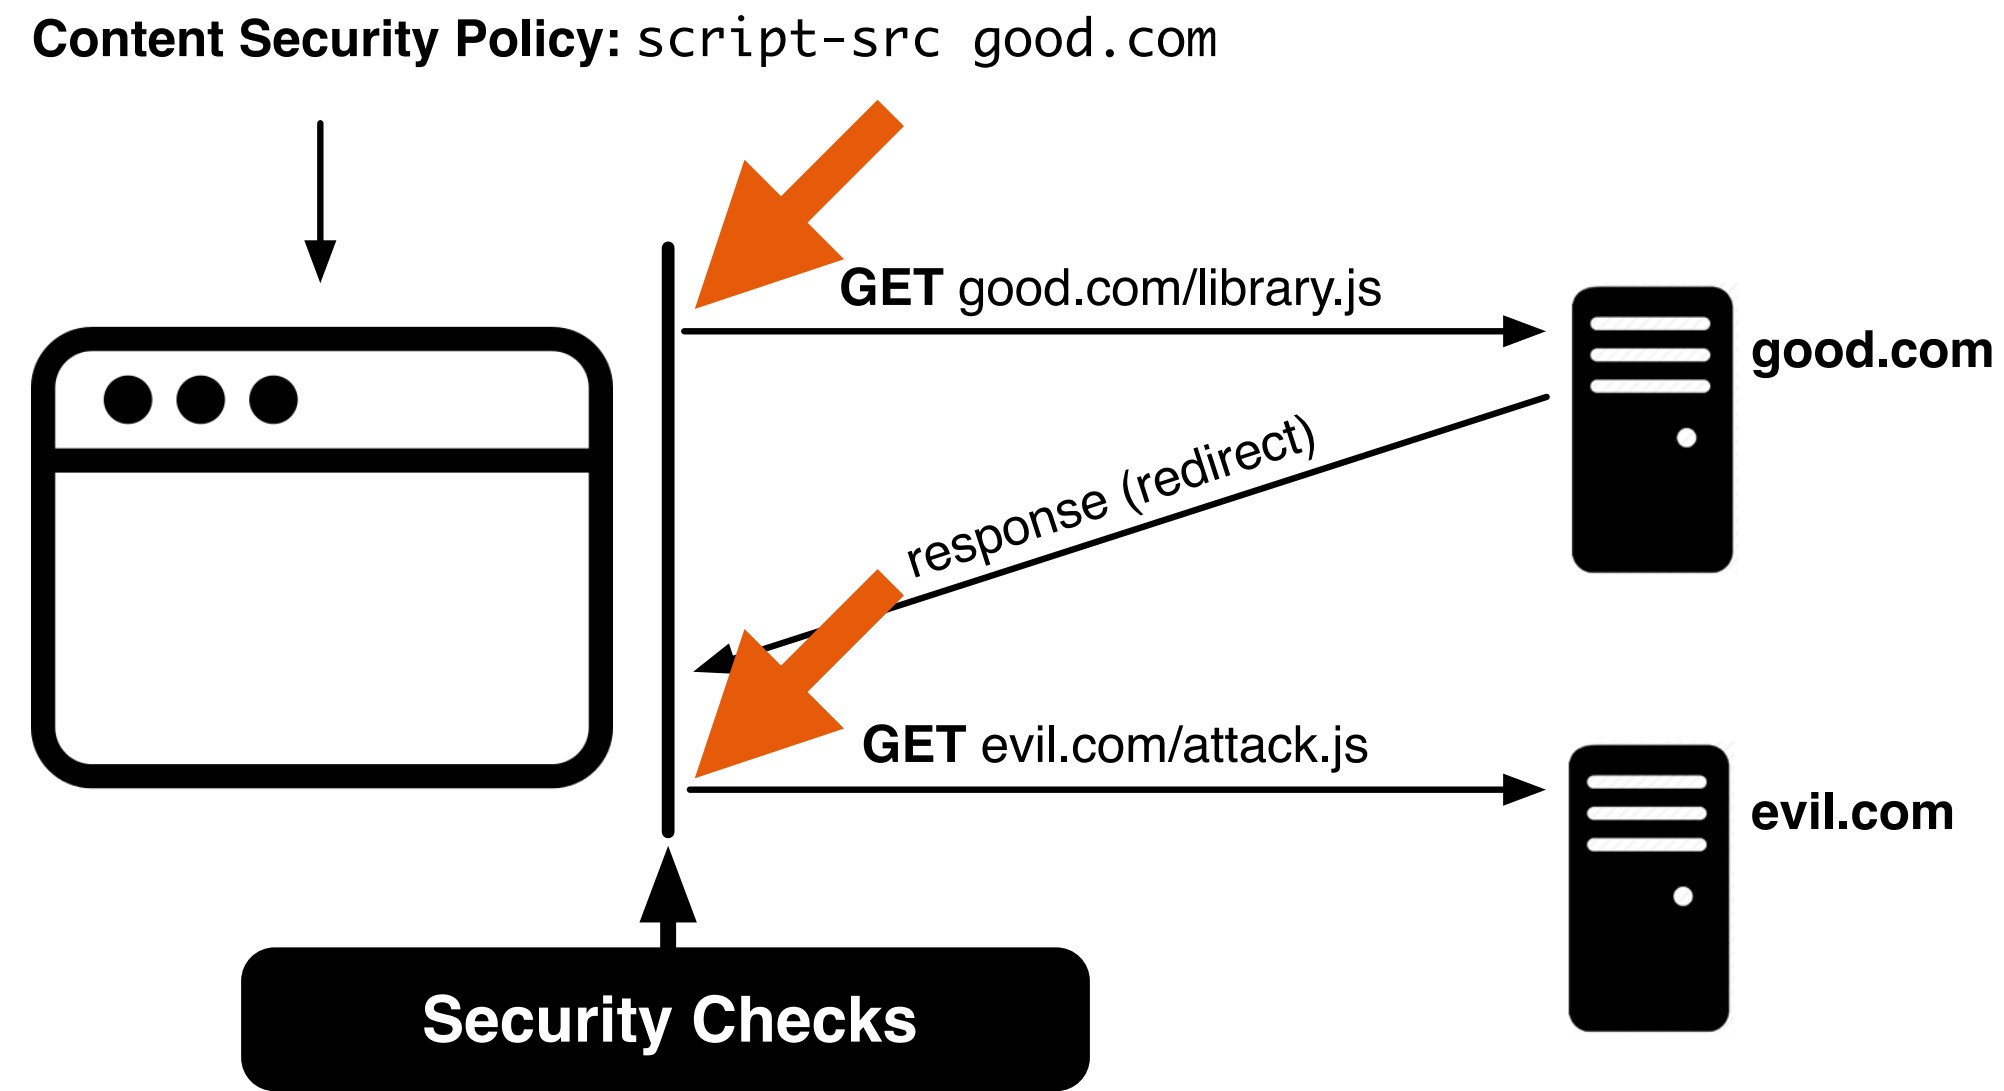 Content Security Policy: script-src good.com
GET good.com/library.js
good.com
response (redirect)
GET evil.com/attack.js
evil.com
Security Checks